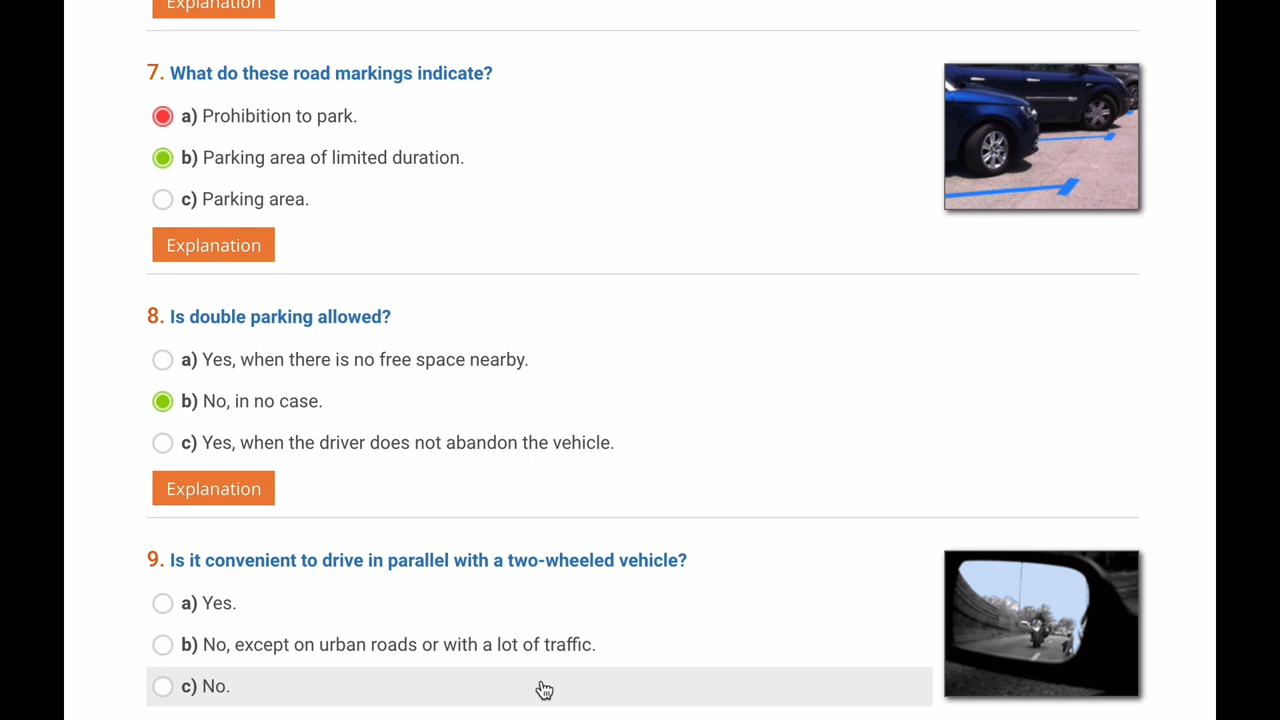 Explanation
7. What do these road markings indicate?
a) Prohibition to park.
b) Parking area of limited duration.
c) Parking area.
Explanation
8. Is double parking allowed?
a) Yes, when there is no free space nearby.
b) No, in no case.
c) Yes, when the driver does not abandon the vehicle.
Explanation
9. Is it convenient to drive in parallel with a two-wheeled vehicle?
a) Yes.
b) No, except on urban roads or with a lot of traffic.
c) No.